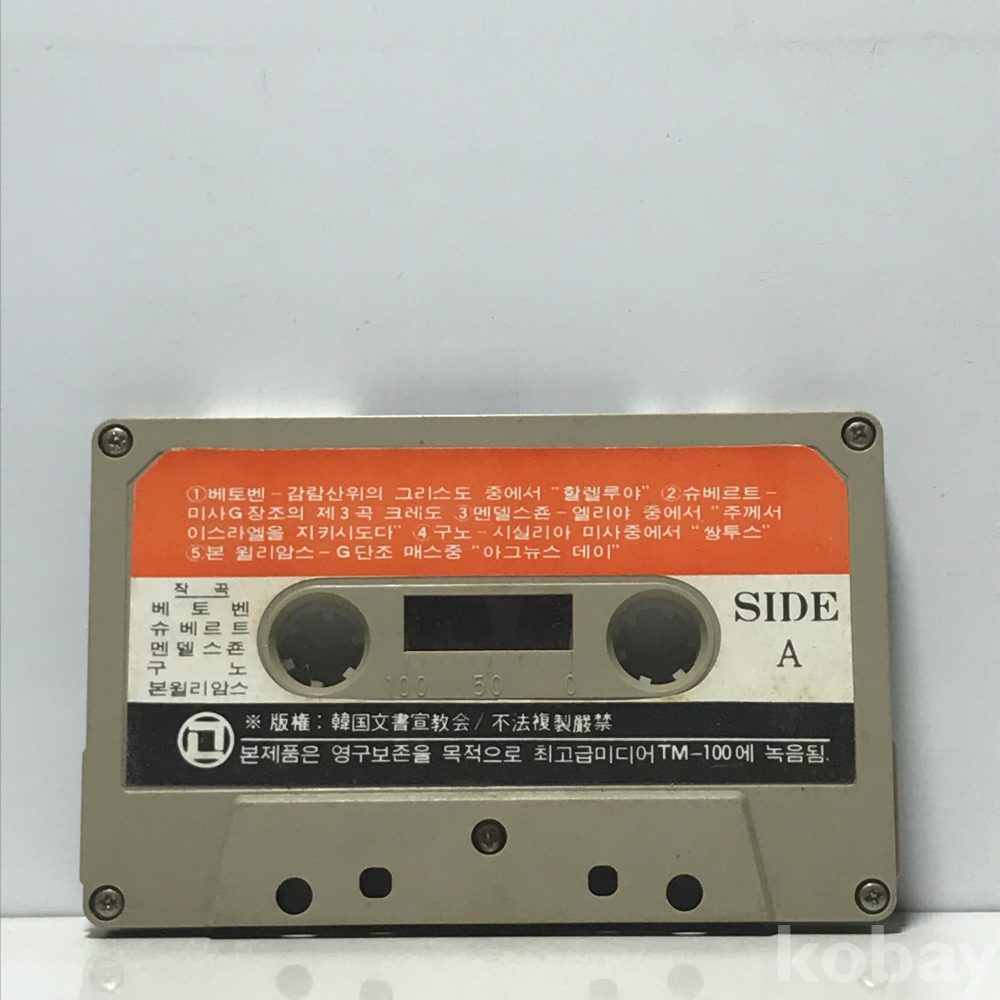 ①베토벤-감람산위의 그리스도 중에서 "할렐루야" ②슈베르트-
미사G장조의 제3곡 크레도 ③멘델스죤-엘리야 중에서 "주께서
이스라엘을 지키시도다" ④구노-시실리아 미사중에서 "쌍투스"
⑤본 윌리암스-G단조 매스중 "아그뉴스 데이"
작 곡
베 토 벤
슈 베 르 트
멘 델 스 죤
구 노
본윌리암스
SIDE
A
100 50 0
※ 版権: 韓国文書宣教会/ 不法複製嚴禁
본제품은 영구보존을 목적으로 최고급미디어TM-100에 녹음됨.
kobay